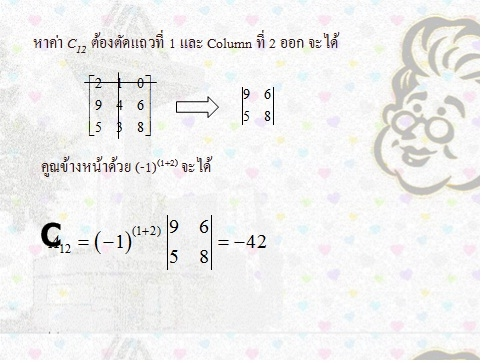 หาค่า C12 ต้องตัดแถวที่ 1 และ Column ที่ 2 ออก จะได้
2 1 0 
9 4 6 9 6
5 3 8 5 8
คูณข้างหน้าด้วย (-1)(1+2) จะได้
C12 = (−1)(1+2) 9 6
5 8 = −42